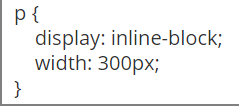 p {
    display: inline-block;
    width: 300px;
}